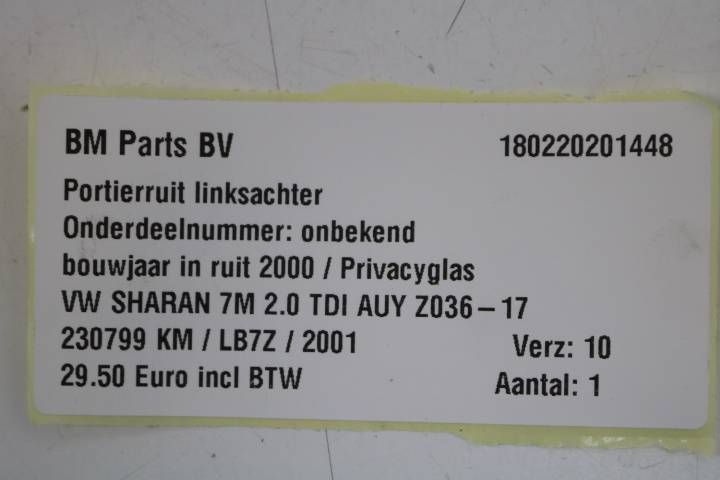 BM Parts BV 180220201448
Portierruit linksachter
Onderdeelnummer: onbekend
bouwjaar in ruit 2000 / Privacyglas
VW SHARAN 7M 2.0 TDI AUY Z036-17
230799 KM / LB7Z / 2001 Verz: 10
29.50 Euro incl BTW Aantal: 1